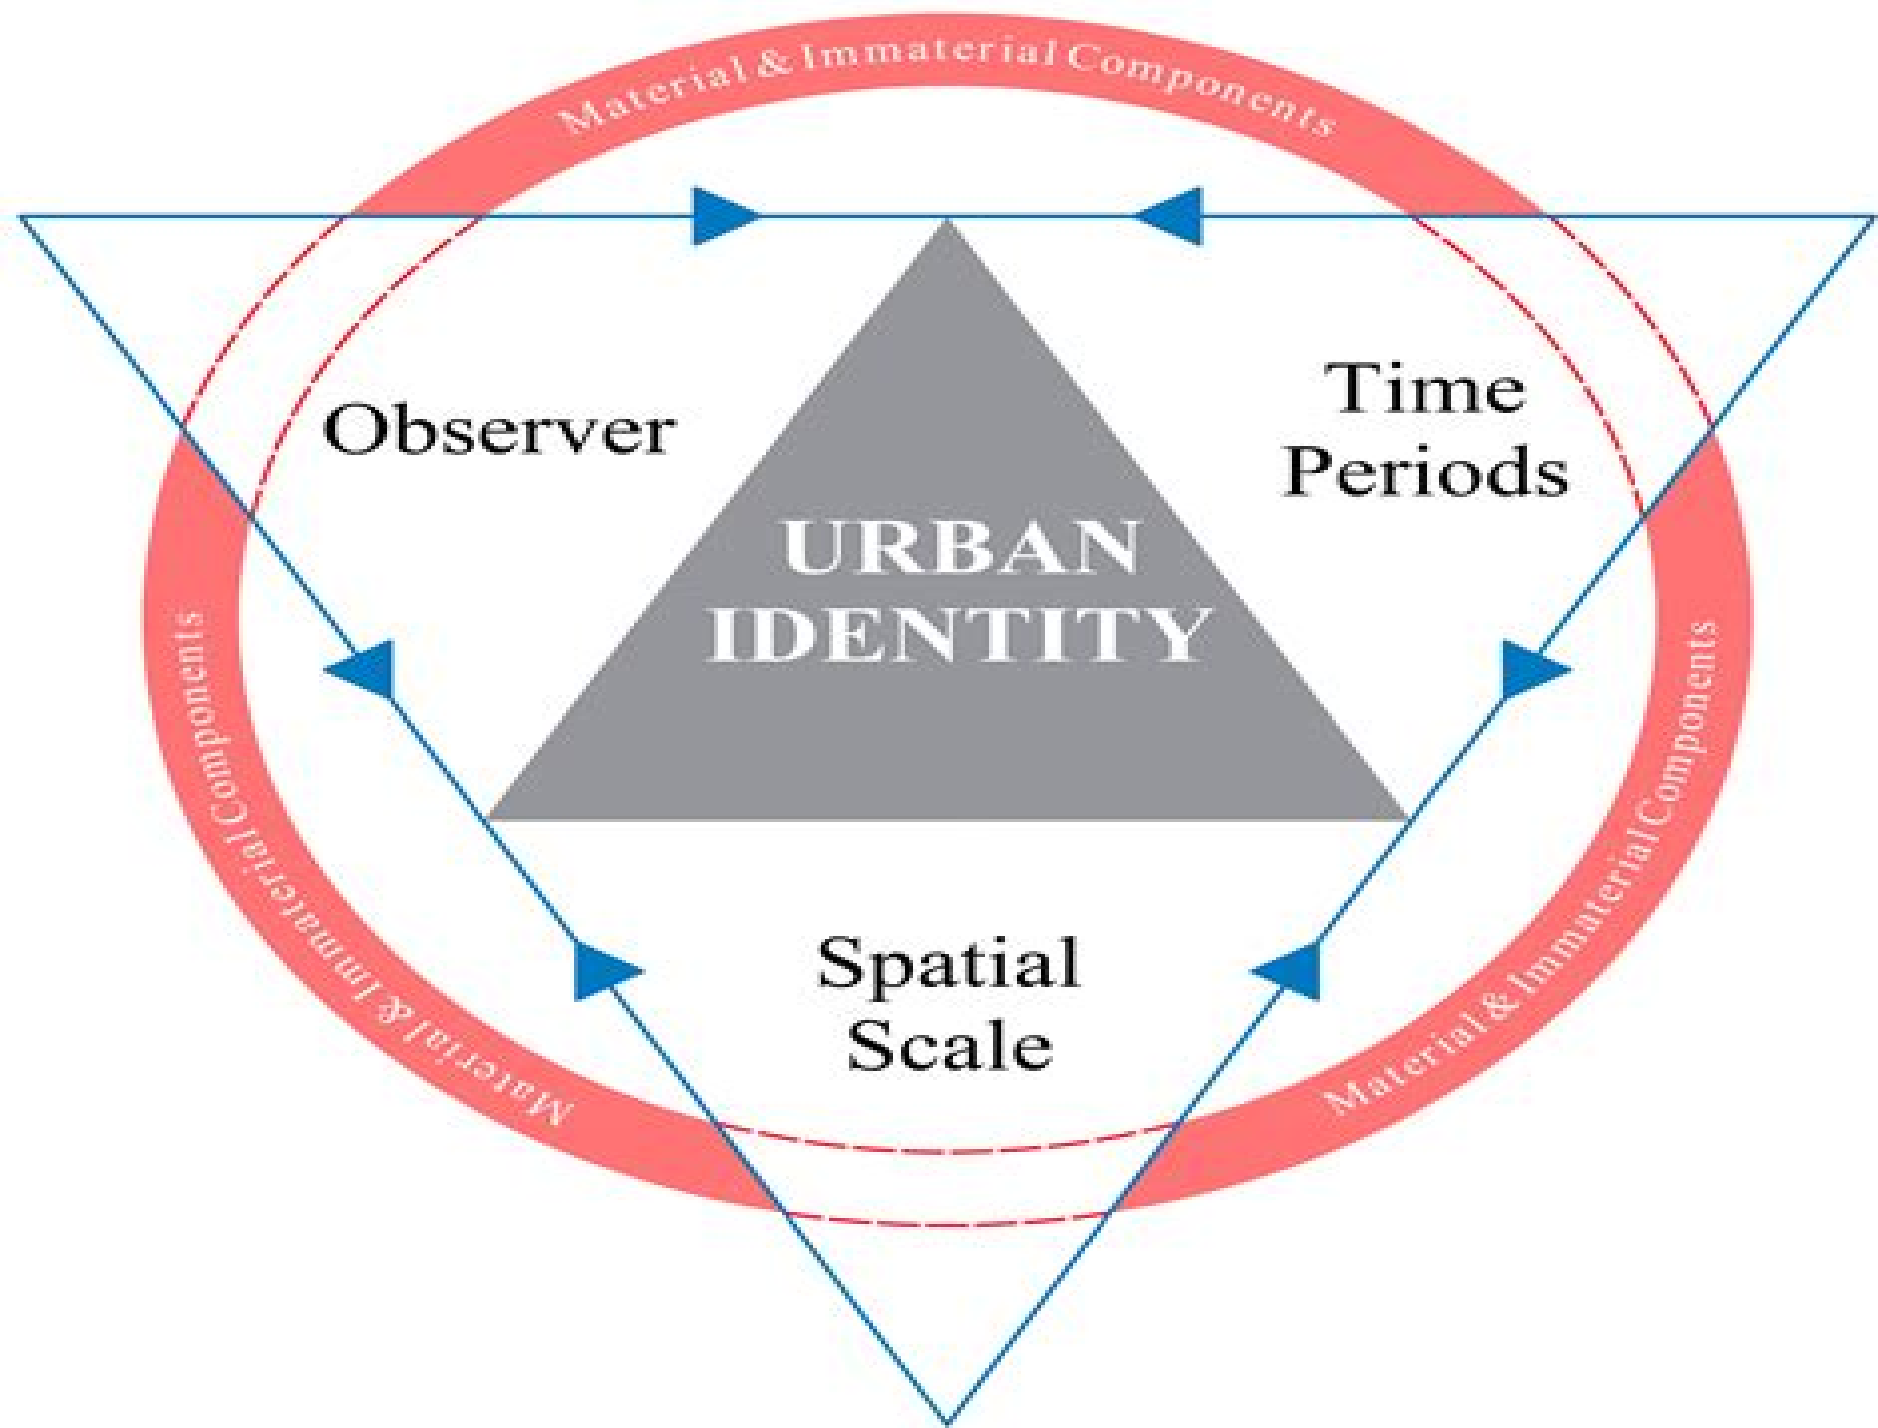 Material & Immaterial Components
Observer
Time
Periods
URBAN
IDENTITY
Material & Immaterial Components
Material & Immaterial Components
Spatial
Scale